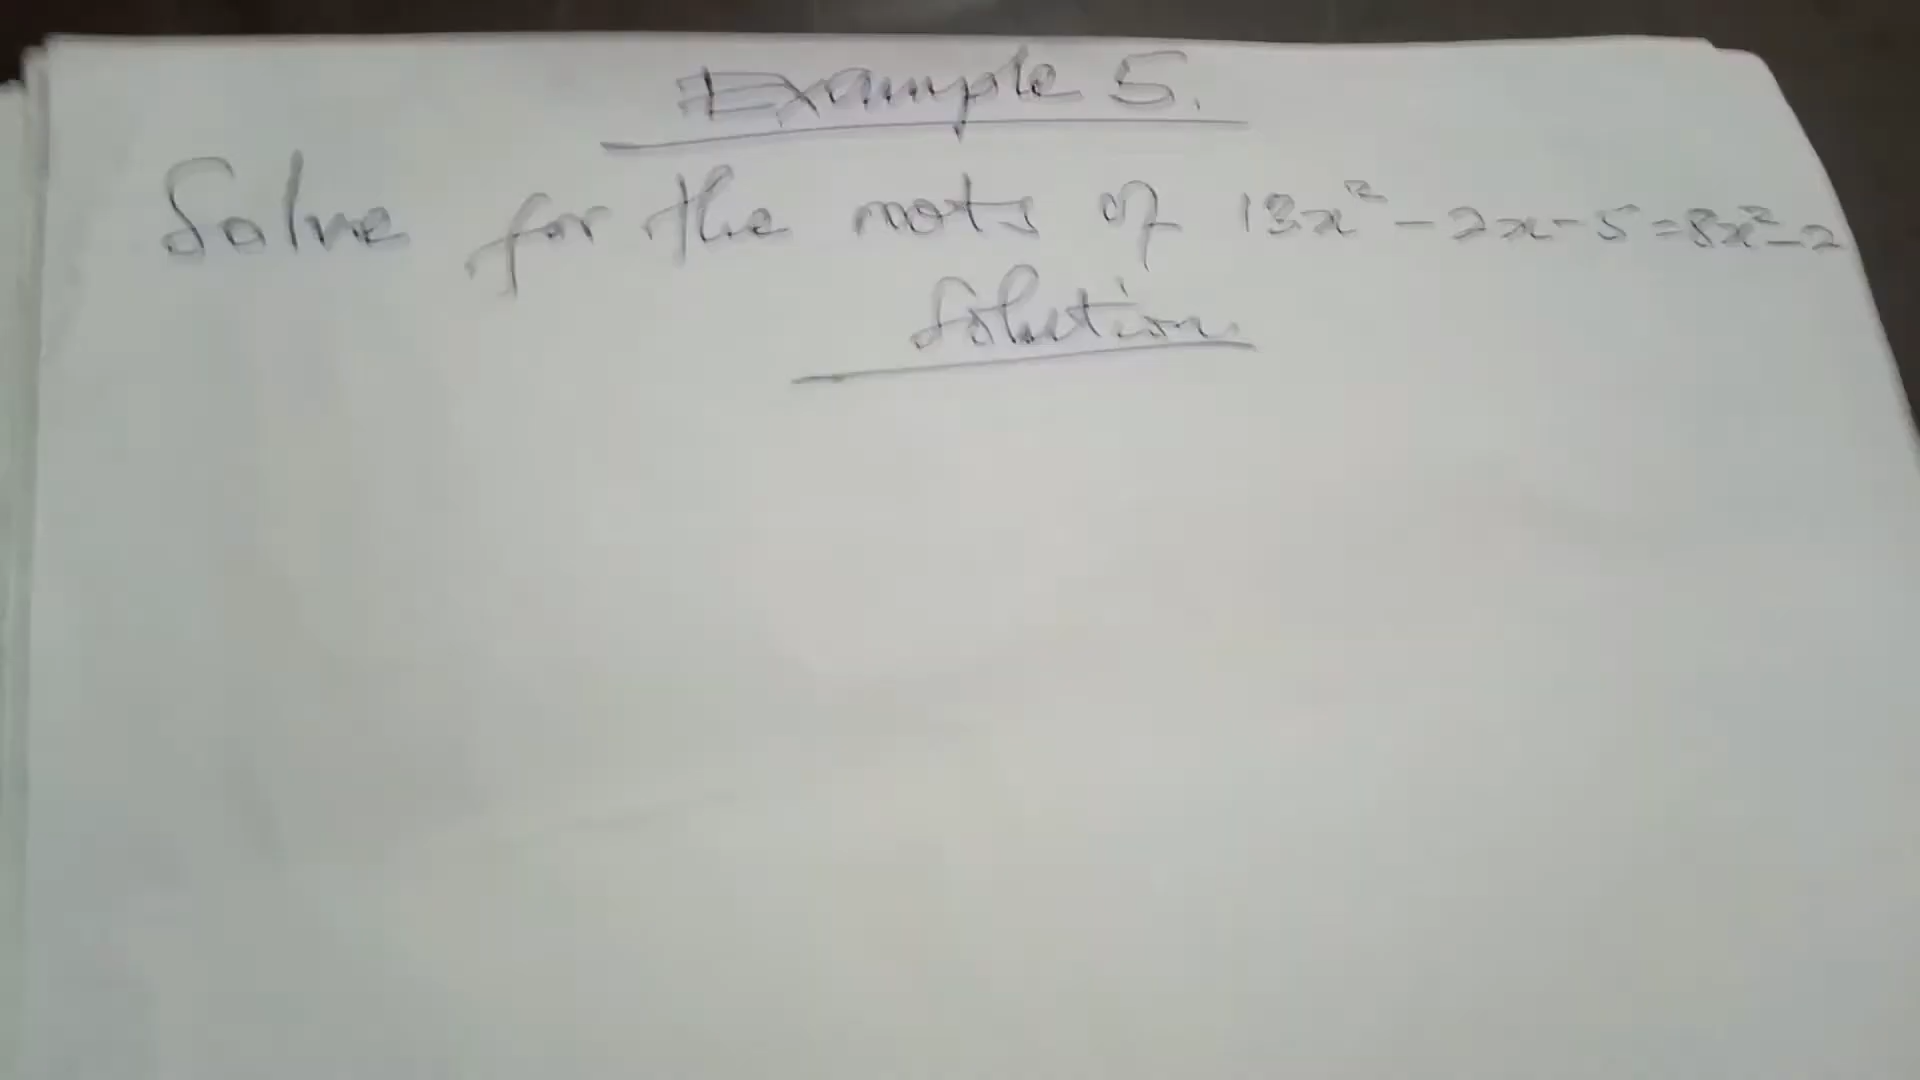 Example 5.
Solve for the roots of 13x² - 2x - 5 = 8x² - 2
Solution